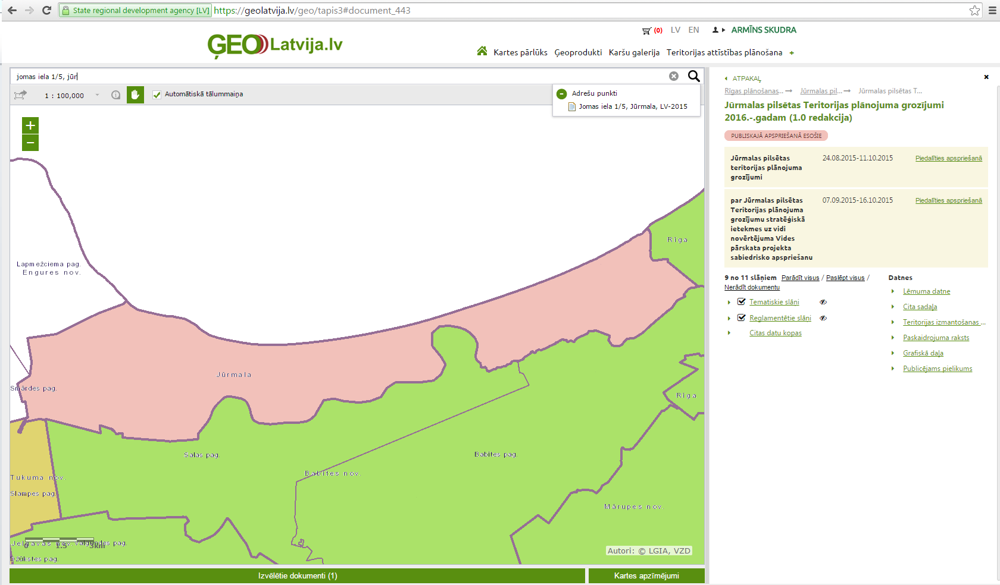 State regional development agency [LV]
https://geolatvija.lv/geo/tapis3#document_443
(0) LV EN ARMĪNS SKUDRA
ĢEO Latvija.lv
Kartes pārlūks Ģeoprodukti Karšu galerija Teritorijas attīstības plānošana +
jomas iela 1/5, jūr
1 : 100,000
Automātiskā tālummaiņa
Adrešu punkti
Jomas iela 1/5, Jūrmala, LV-2015
+
−
Rīga
Lapmežciema pag.
Engures nov.
Jūrmala
Smārdes pag.
Rīga
Salas pag.
Babītes pag.
Babītes nov.
Tukuma nov.
Slampes pag.
Mārupes nov.
Jelgavas nov. Valgundes pag.
0 1.5 3km
Džūkstes pag.
Autori: © LGIA, VZD
Izvēlētie dokumenti (1)
Kartes apzīmējumi
ATPAKAĻ
Rīgas plānošanas... Jūrmalas pil... Jūrmalas pilsētas T...
Jūrmalas pilsētas Teritorijas plānojuma grozījumi
2016.-.gadam (1.0 redakcija)
PUBLISKAJĀ APSPRIEŠANĀ ESOŠIE
Jūrmalas pilsētas 24.08.2015-11.10.2015 Piedalīties apspriešanā
teritorijas plānojuma
grozījumi
par Jūrmalas pilsētas 07.09.2015-16.10.2015 Piedalīties apspriešanā
Teritorijas plānojuma
grozījumu stratēģiskā
ietekmes uz vidi
novērtējuma Vides
pārskata projekta
sabiedrisko apspriešanu
9 no 11 slāņiem Parādīt visus / Paslēpt visus /
Nerādīt dokumentu
Tematiskie slāņi
Reglamentētie slāņi
Citas datu kopas
Datnes
Lēmuma datne
Cita sadaļa
Teritorijas izmantošanas ...
Paskaidrojuma raksts
Grafiskā daļa
Publicējams pielikums